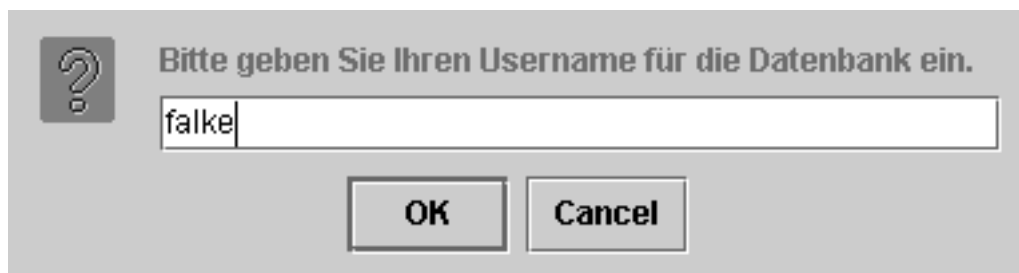 Bitte geben Sie Ihren Username für die Datenbank ein.
falke
OK Cancel